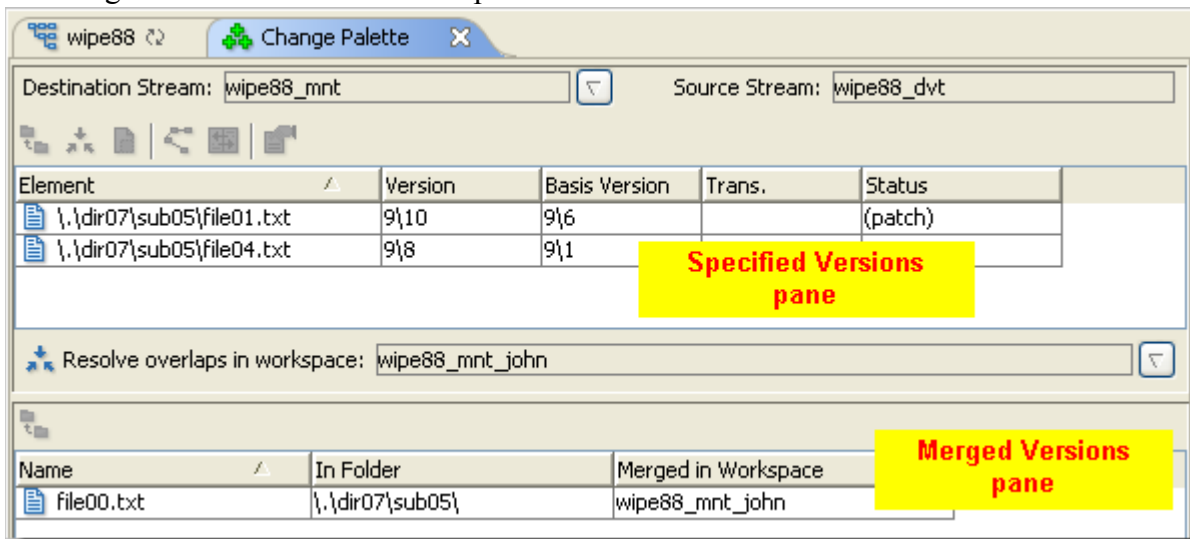 wipe88 Change Palette
Destination Stream: wipe88_mnt Source Stream: wipe88_dvt
Element Version Basis Version Trans. Status
\.\dir07\sub05\file01.txt 9\10 9\6 (patch)
\.\dir07\sub05\file04.txt 9\8 9\1
Specified Versions
pane
Resolve overlaps in workspace: wipe88_mnt_john
Name In Folder Merged in Workspace
file00.txt \.\dir07\sub05\ wipe88_mnt_john
Merged Versions
pane